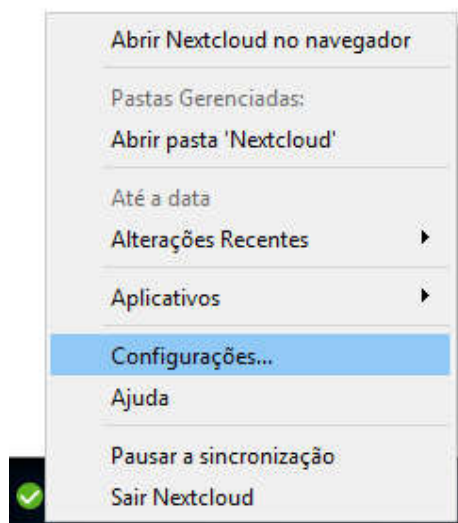 Abrir Nextcloud no navegador
Pastas Gerenciadas:
Abrir pasta 'Nextcloud'
Até a data
Alterações Recentes
Aplicativos
Configurações...
Ajuda
Pausar a sincronização
Sair Nextcloud